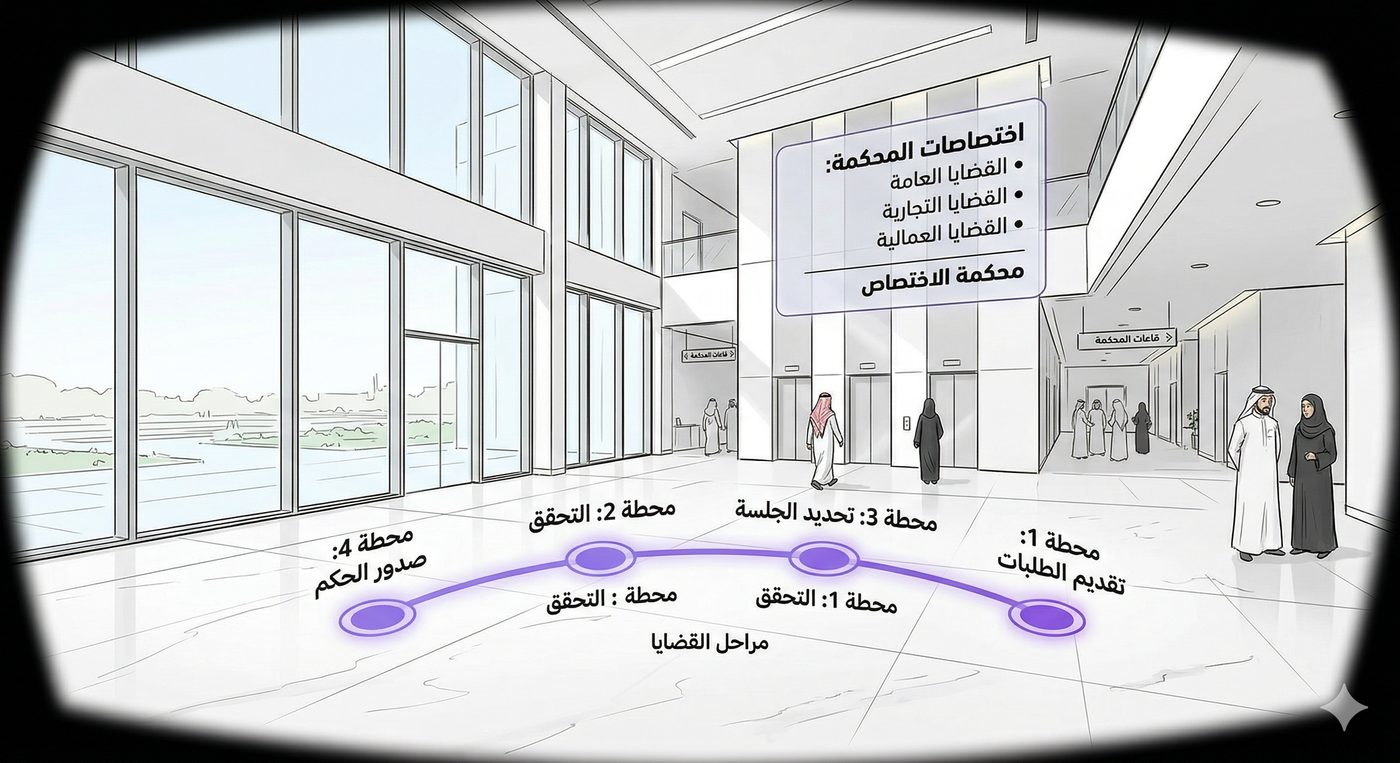 اختصاصات المحكمة:
• القضايا العامة
• القضايا التجارية
• القضايا العمالية
محكمة الاختصاص
قاعات المحكمة
قاعات المحكمة
محطة 1:
تقديم الطلبات
محطة 3: تحديد الجلسة
محطة 2: التحقق
محطة 4:
صدور الحكم
محطة 1: التحقق
محطة : التحقق
مراحل القضايا